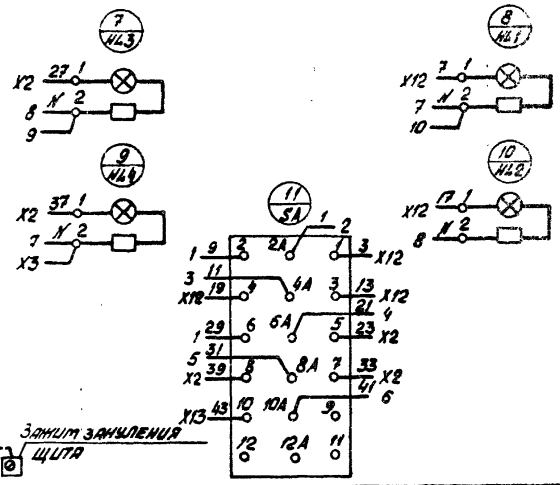 7
HL3
8
HL1
X2 27 1
8 N 2
9
X12 7 1
7 N 2
10
9
HL4
10
HL2
X2 37 1
7 N 2
X3
X12 17 1
8 N 2
11
SA
1 2
1 9 2 2A 1 3 X12
3 11
X12 19 4 4A 3 13 X12
21 4
1 29 6 6A 5 23 X2
5 31
X2 39 8 8A 7 33 X2
41 6
X13 43 10 10A 9
12 12A 11
Зажим зануления
щита